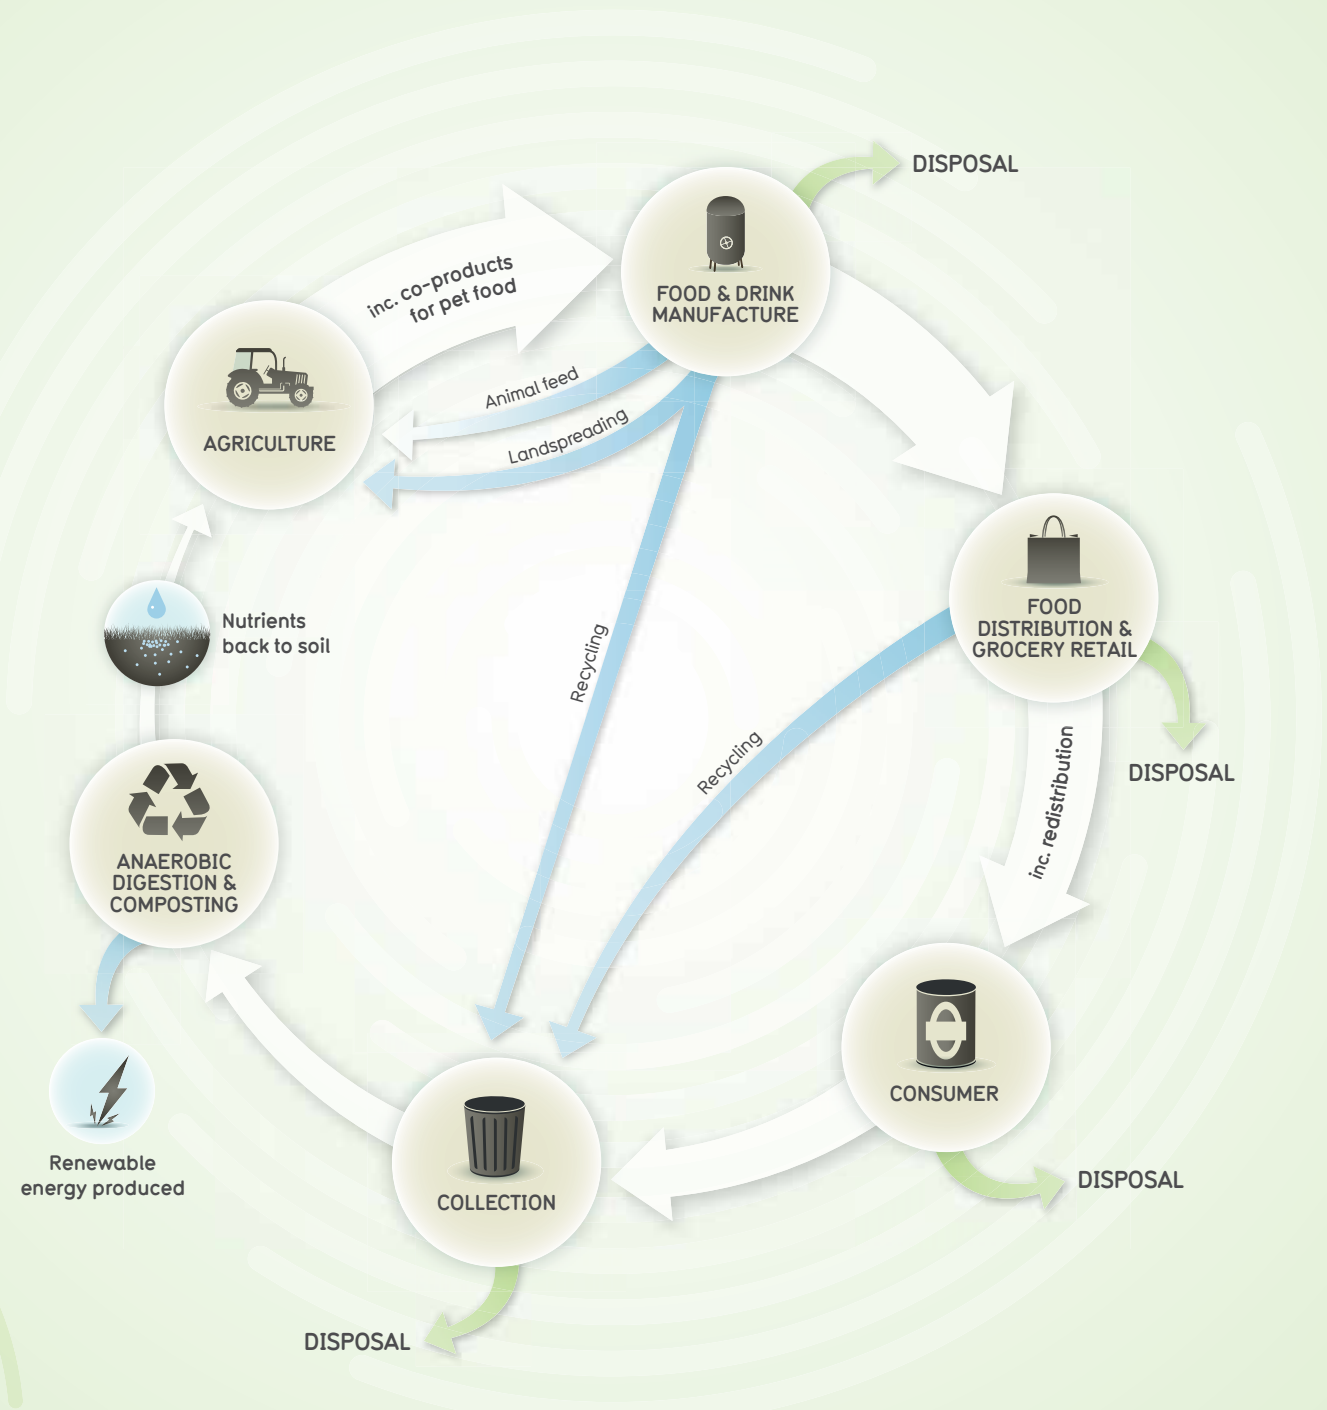 DISPOSAL
inc. co-products
for pet food
FOOD & DRINK
MANUFACTURE
Animal feed
Landspreading
AGRICULTURE
FOOD
DISTRIBUTION &
GROCERY RETAIL
Nutrients
back to soil
Recycling
Recycling
inc. redistribution
DISPOSAL
ANAEROBIC
DIGESTION &
COMPOSTING
CONSUMER
Renewable
energy produced
DISPOSAL
COLLECTION
DISPOSAL